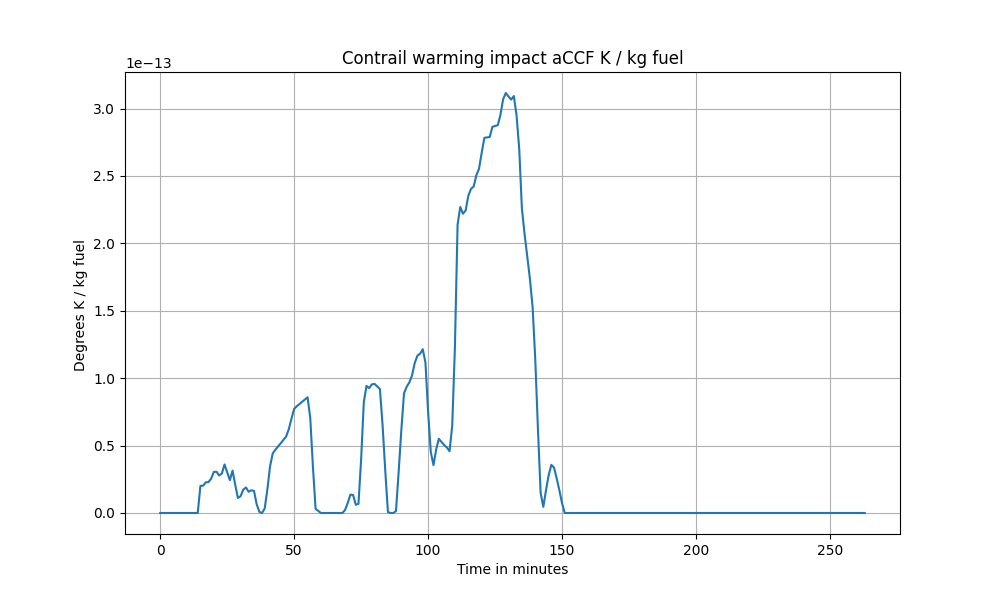 Contrail warming impact aCCF K / kg fuel
1e−13
3.0
2.5
2.0
1.5
1.0
0.5
0.0
Degrees K / kg fuel
0 50 100 150 200 250
Time in minutes